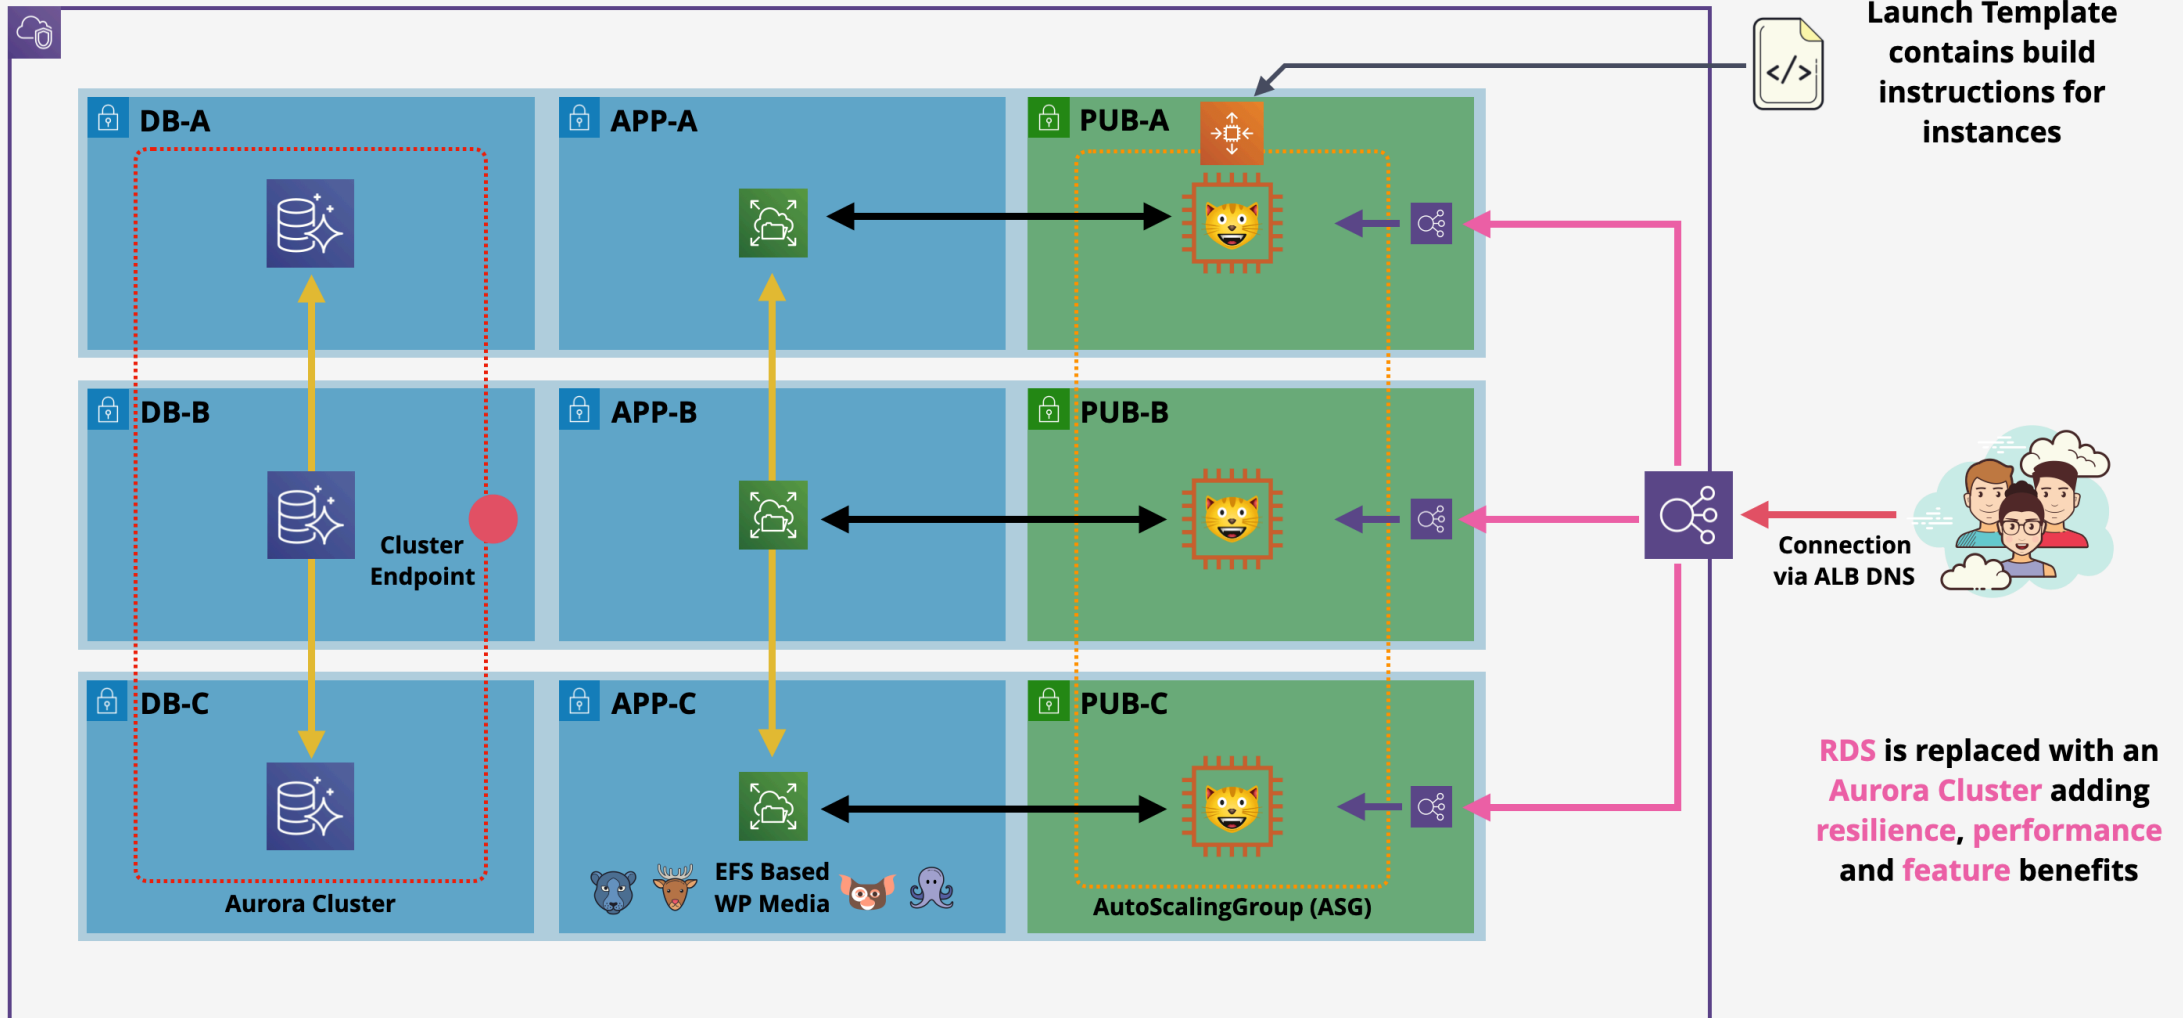 Launch Template
contains build
instructions for
instances
DB-A
APP-A
PUB-A
</>
DB-B
APP-B
PUB-B
Cluster
Endpoint
Connection
via ALB DNS
DB-C
APP-C
PUB-C
RDS is replaced with an
Aurora Cluster adding
resilience, performance
and feature benefits
Aurora Cluster
EFS Based
WP Media
AutoScalingGroup (ASG)